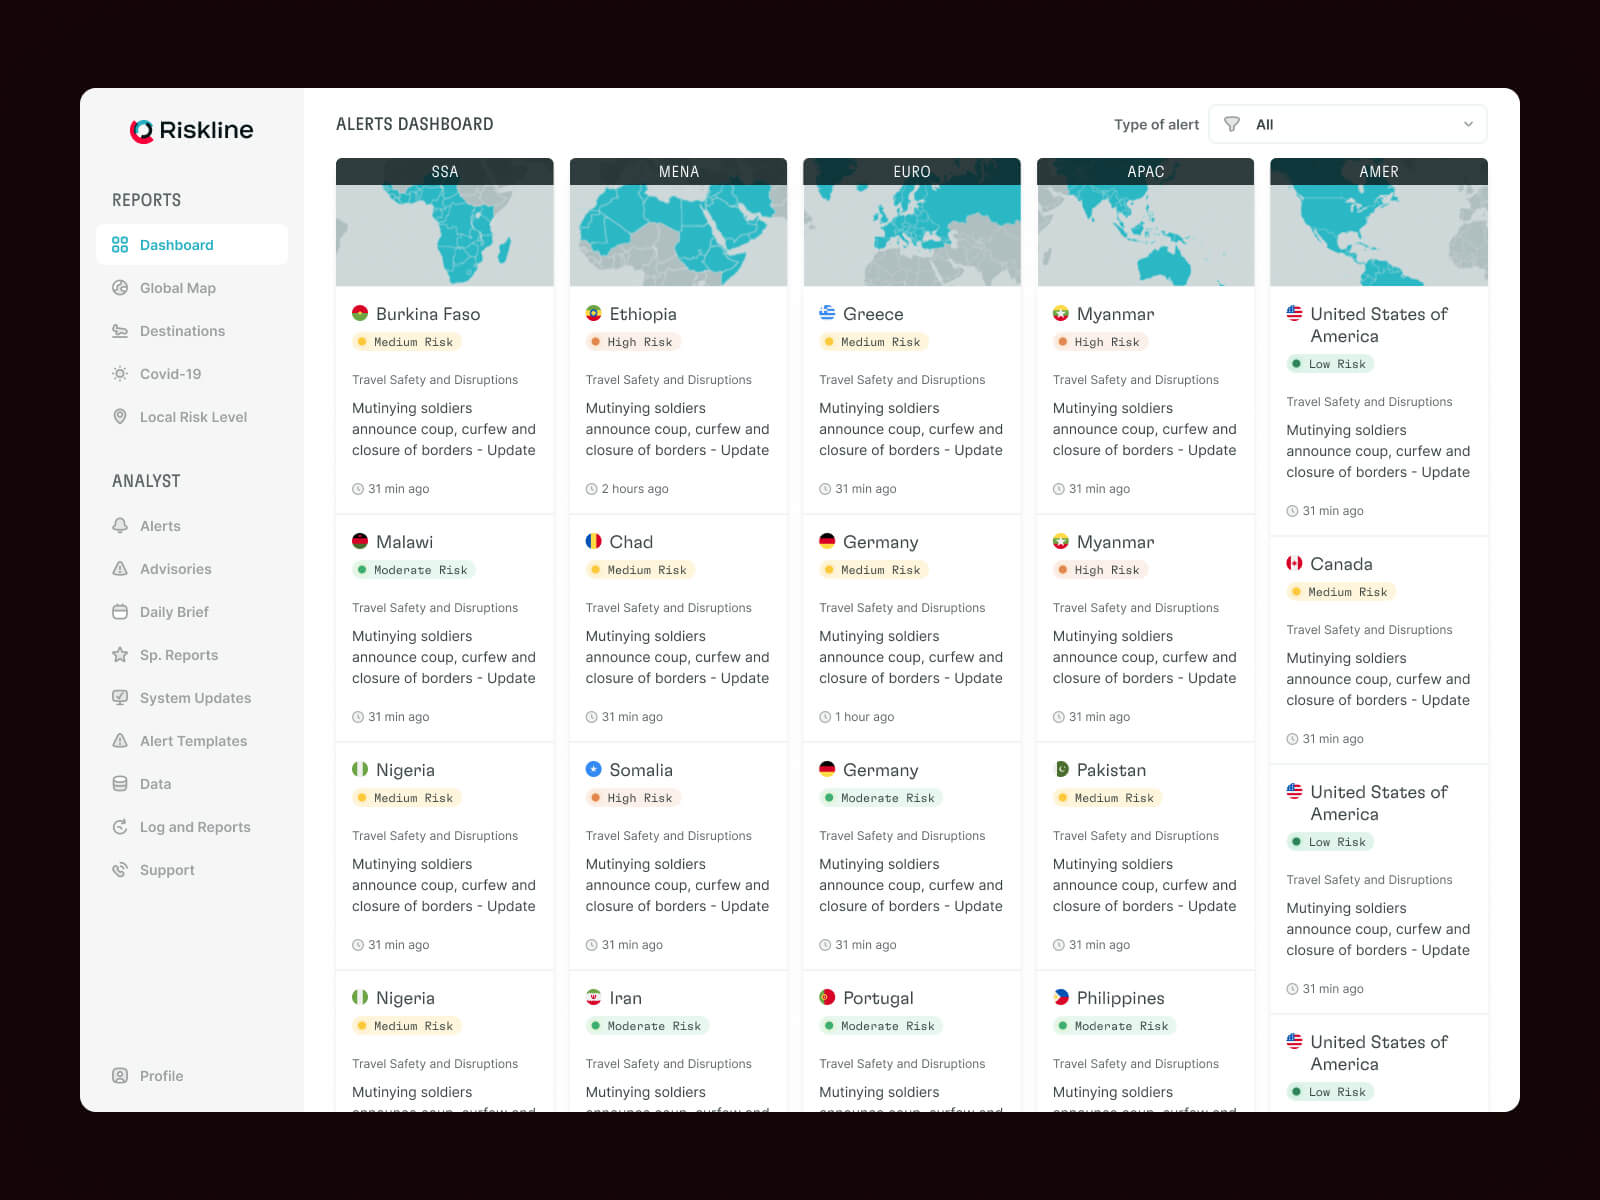 Riskline
REPORTS
Dashboard
Global Map
Destinations
Covid-19
Local Risk Level
ANALYST
Alerts
Advisories
Daily Brief
Sp. Reports
System Updates
Alert Templates
Data
Log and Reports
Support
Profile
ALERTS DASHBOARD
Type of alert
All
SSA
Burkina Faso
Medium Risk
Travel Safety and Disruptions
Mutinying soldiers
announce coup, curfew and
closure of borders - Update
31 min ago
Malawi
Moderate Risk
Travel Safety and Disruptions
Mutinying soldiers
announce coup, curfew and
closure of borders - Update
31 min ago
Nigeria
Medium Risk
Travel Safety and Disruptions
Mutinying soldiers
announce coup, curfew and
closure of borders - Update
31 min ago
Nigeria
Medium Risk
Travel Safety and Disruptions
Mutinying soldiers
announce coup, curfew and
MENA
Ethiopia
High Risk
Travel Safety and Disruptions
Mutinying soldiers
announce coup, curfew and
closure of borders - Update
2 hours ago
Chad
Medium Risk
Travel Safety and Disruptions
Mutinying soldiers
announce coup, curfew and
closure of borders - Update
31 min ago
Somalia
High Risk
Travel Safety and Disruptions
Mutinying soldiers
announce coup, curfew and
closure of borders - Update
31 min ago
Iran
Moderate Risk
Travel Safety and Disruptions
Mutinying soldiers
announce coup, curfew and
EURO
Greece
Medium Risk
Travel Safety and Disruptions
Mutinying soldiers
announce coup, curfew and
closure of borders - Update
31 min ago
Germany
Medium Risk
Travel Safety and Disruptions
Mutinying soldiers
announce coup, curfew and
closure of borders - Update
1 hour ago
Germany
Moderate Risk
Travel Safety and Disruptions
Mutinying soldiers
announce coup, curfew and
closure of borders - Update
31 min ago
Portugal
Moderate Risk
Travel Safety and Disruptions
Mutinying soldiers
announce coup, curfew and
APAC
Myanmar
High Risk
Travel Safety and Disruptions
Mutinying soldiers
announce coup, curfew and
closure of borders - Update
31 min ago
Myanmar
High Risk
Travel Safety and Disruptions
Mutinying soldiers
announce coup, curfew and
closure of borders - Update
31 min ago
Pakistan
Medium Risk
Travel Safety and Disruptions
Mutinying soldiers
announce coup, curfew and
closure of borders - Update
31 min ago
Philippines
Moderate Risk
Travel Safety and Disruptions
Mutinying soldiers
announce coup, curfew and
AMER
United States of
America
Low Risk
Travel Safety and Disruptions
Mutinying soldiers
announce coup, curfew and
closure of borders - Update
31 min ago
Canada
Medium Risk
Travel Safety and Disruptions
Mutinying soldiers
announce coup, curfew and
closure of borders - Update
31 min ago
United States of
America
Low Risk
Travel Safety and Disruptions
Mutinying soldiers
announce coup, curfew and
closure of borders - Update
31 min ago
United States of
America
Low Risk